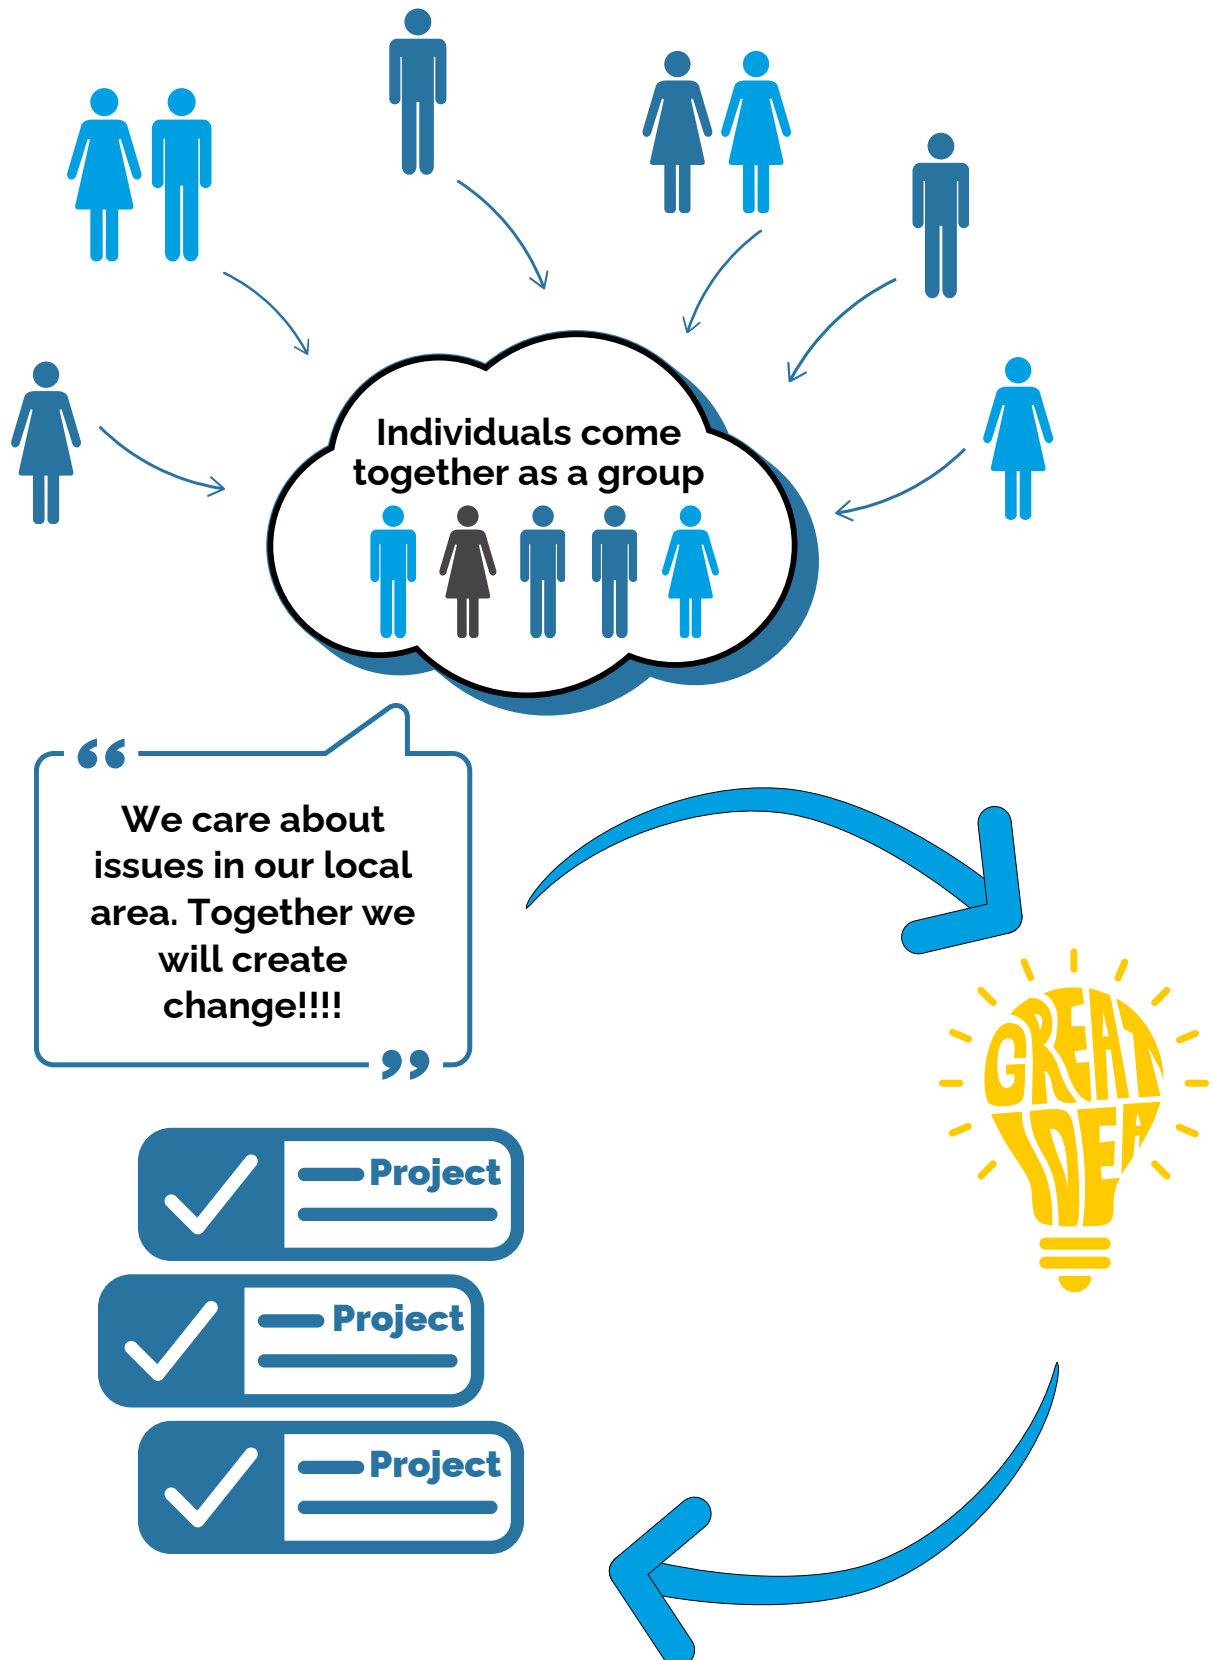 Individuals come
together as a group
We care about
issues in our local
area. Together we
will create
change!!!!
GREAT
IDEA
Project
Project
Project